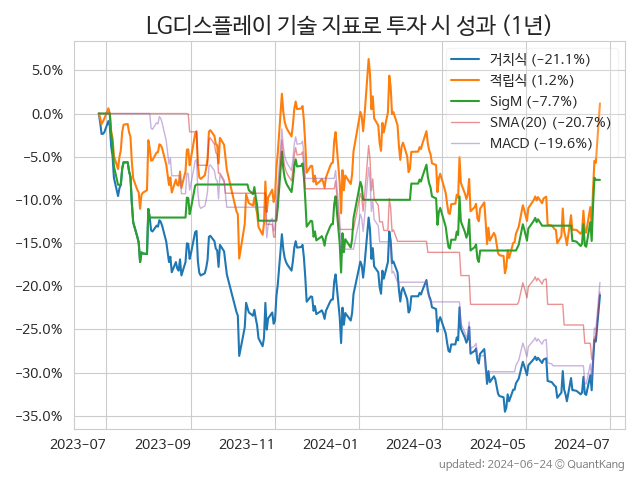 LG디스플레이 기술 지표로 투자 시 성과 (1년)
거치식 (−21.1%)
적립식 (1.2%)
SigM (−7.7%)
SMA(20) (−20.7%)
MACD (−19.6%)
5.0%
0.0%
−5.0%
−10.0%
−15.0%
−20.0%
−25.0%
−30.0%
−35.0%
2023-07 2023-09 2023-11 2024-01 2024-03 2024-05 2024-07
updated: 2024-06-24 © QuantKang